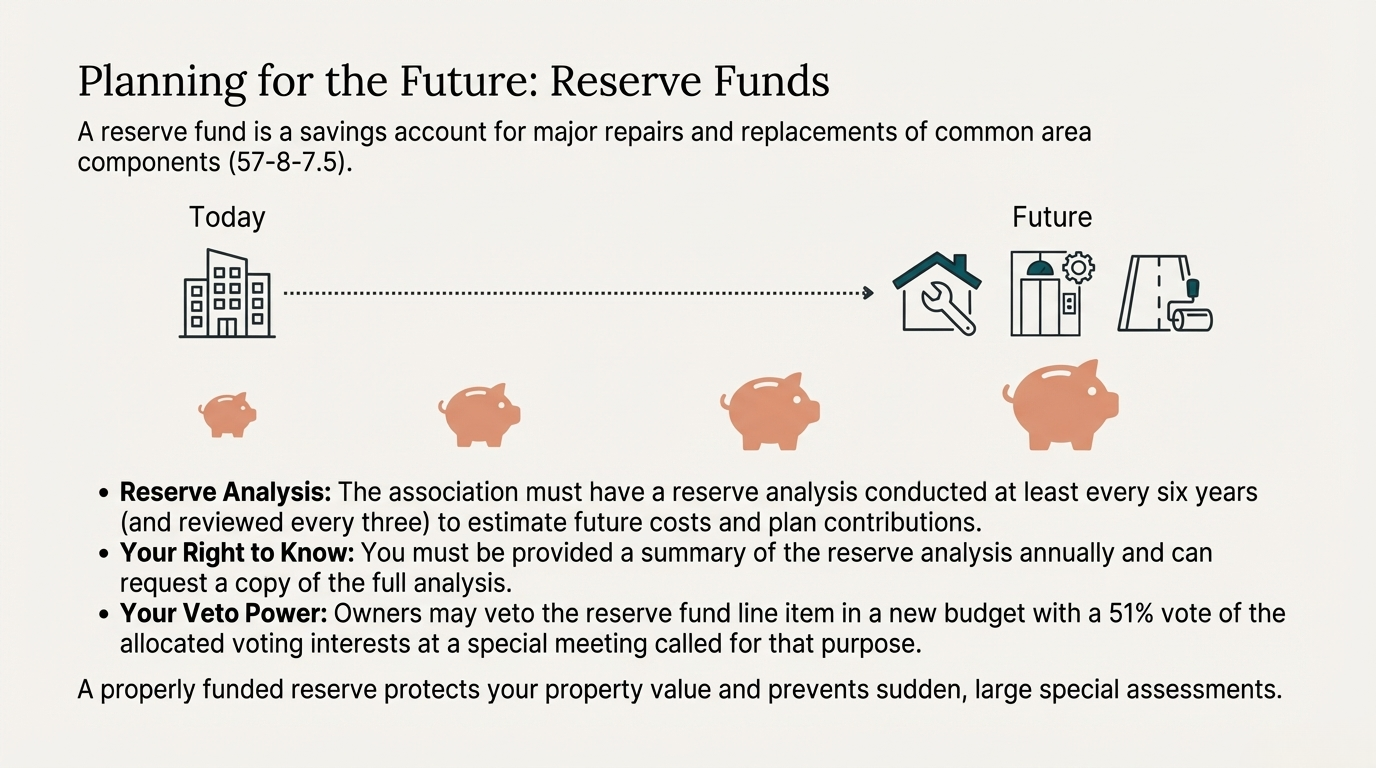 Planning for the Future: Reserve Funds
A reserve fund is a savings account for major repairs and replacements of common area
components (57-8-7.5).
Today
Future
• Reserve Analysis: The association must have a reserve analysis conducted at least every six years
(and reviewed every three) to estimate future costs and plan contributions.
• Your Right to Know: You must be provided a summary of the reserve analysis annually and can
request a copy of the full analysis.
• Your Veto Power: Owners may veto the reserve fund line item in a new budget with a 51% vote of the
allocated voting interests at a special meeting called for that purpose.
A properly funded reserve protects your property value and prevents sudden, large special assessments.